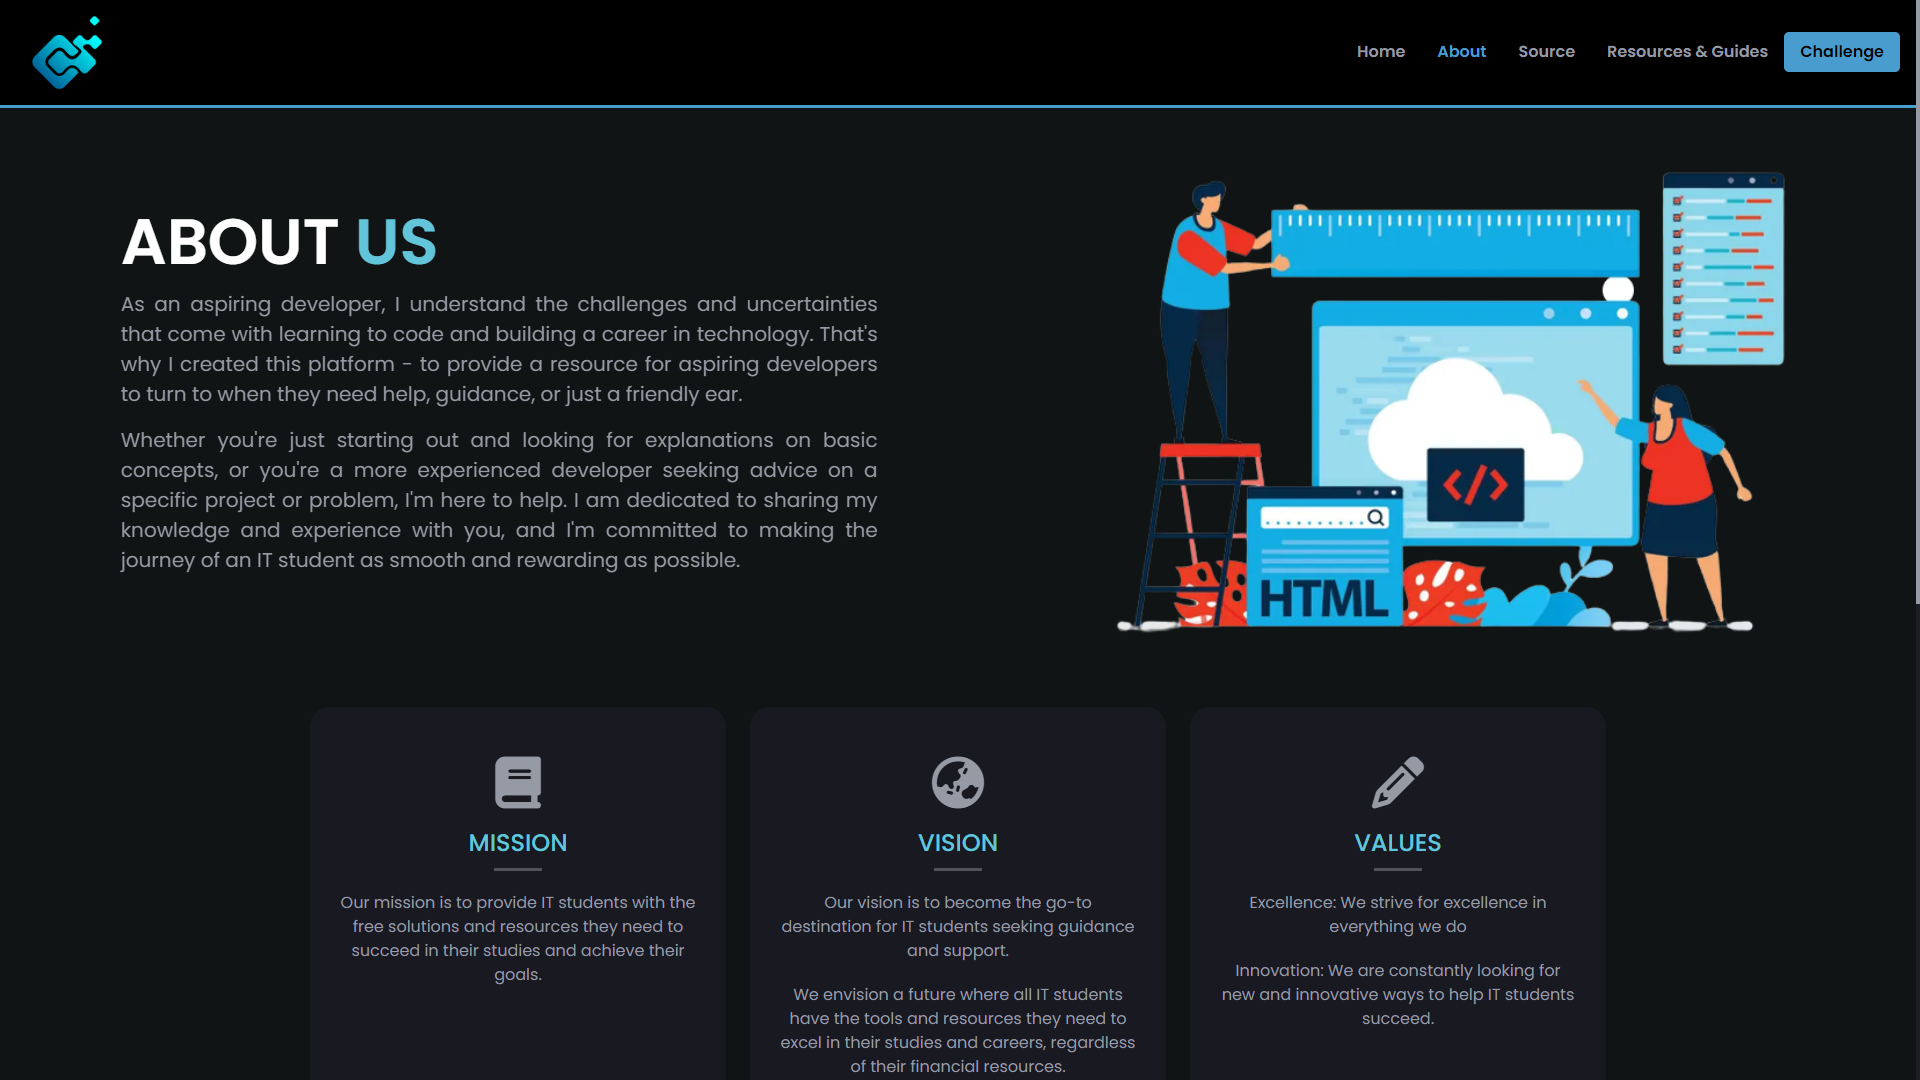 Home About Source Resources & Guides Challenge
ABOUT US
As an aspiring developer, I understand the challenges and uncertainties
that come with learning to code and building a career in technology. That's
why I created this platform - to provide a resource for aspiring developers
to turn to when they need help, guidance, or just a friendly ear.
Whether you're just starting out and looking for explanations on basic
concepts, or you're a more experienced developer seeking advice on a
specific project or problem, I'm here to help. I am dedicated to sharing my
knowledge and experience with you, and I'm committed to making the
journey of an IT student as smooth and rewarding as possible.
</>
HTML
MISSION
Our mission is to provide IT students with the
free solutions and resources they need to
succeed in their studies and achieve their
goals.
VISION
Our vision is to become the go-to
destination for IT students seeking guidance
and support.
We envision a future where all IT students
have the tools and resources they need to
excel in their studies and careers, regardless
of their financial resources.
VALUES
Excellence: We strive for excellence in
everything we do
Innovation: We are constantly looking for
new and innovative ways to help IT students
succeed.